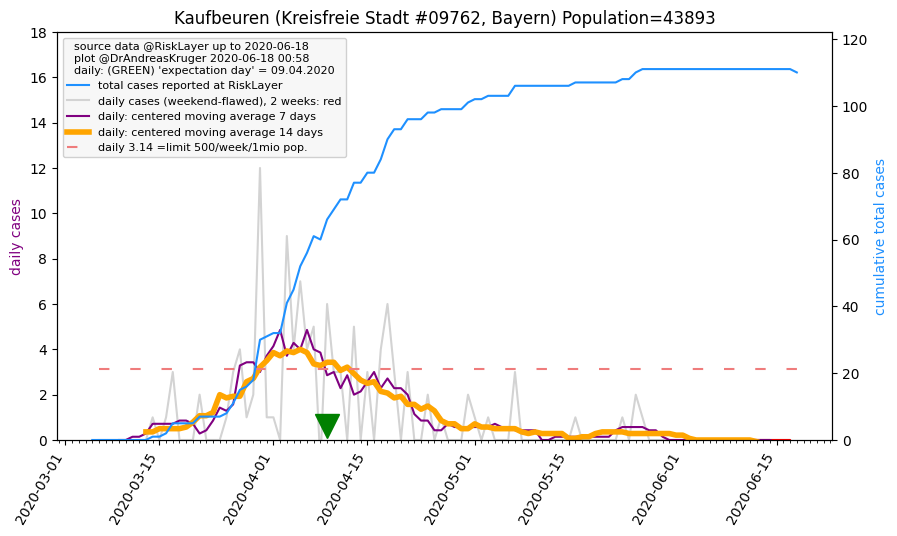 Kaufbeuren (Kreisfreie Stadt #09762, Bayern) Population=43893
source data @RiskLayer up to 2020-06-18
plot @DrAndreasKruger 2020-06-18 00:58
daily: (GREEN) 'expectation day' = 09.04.2020
total cases reported at RiskLayer
daily cases (weekend-flawed), 2 weeks: red
daily: centered moving average 7 days
daily: centered moving average 14 days
daily 3.14 =limit 500/week/1mio pop.
daily cases
18
16
14
12
10
8
6
4
2
0
cumulative total cases
120
100
80
60
40
20
0
2020-03-01
2020-03-15
2020-04-01
2020-04-15
2020-05-01
2020-05-15
2020-06-01
2020-06-15